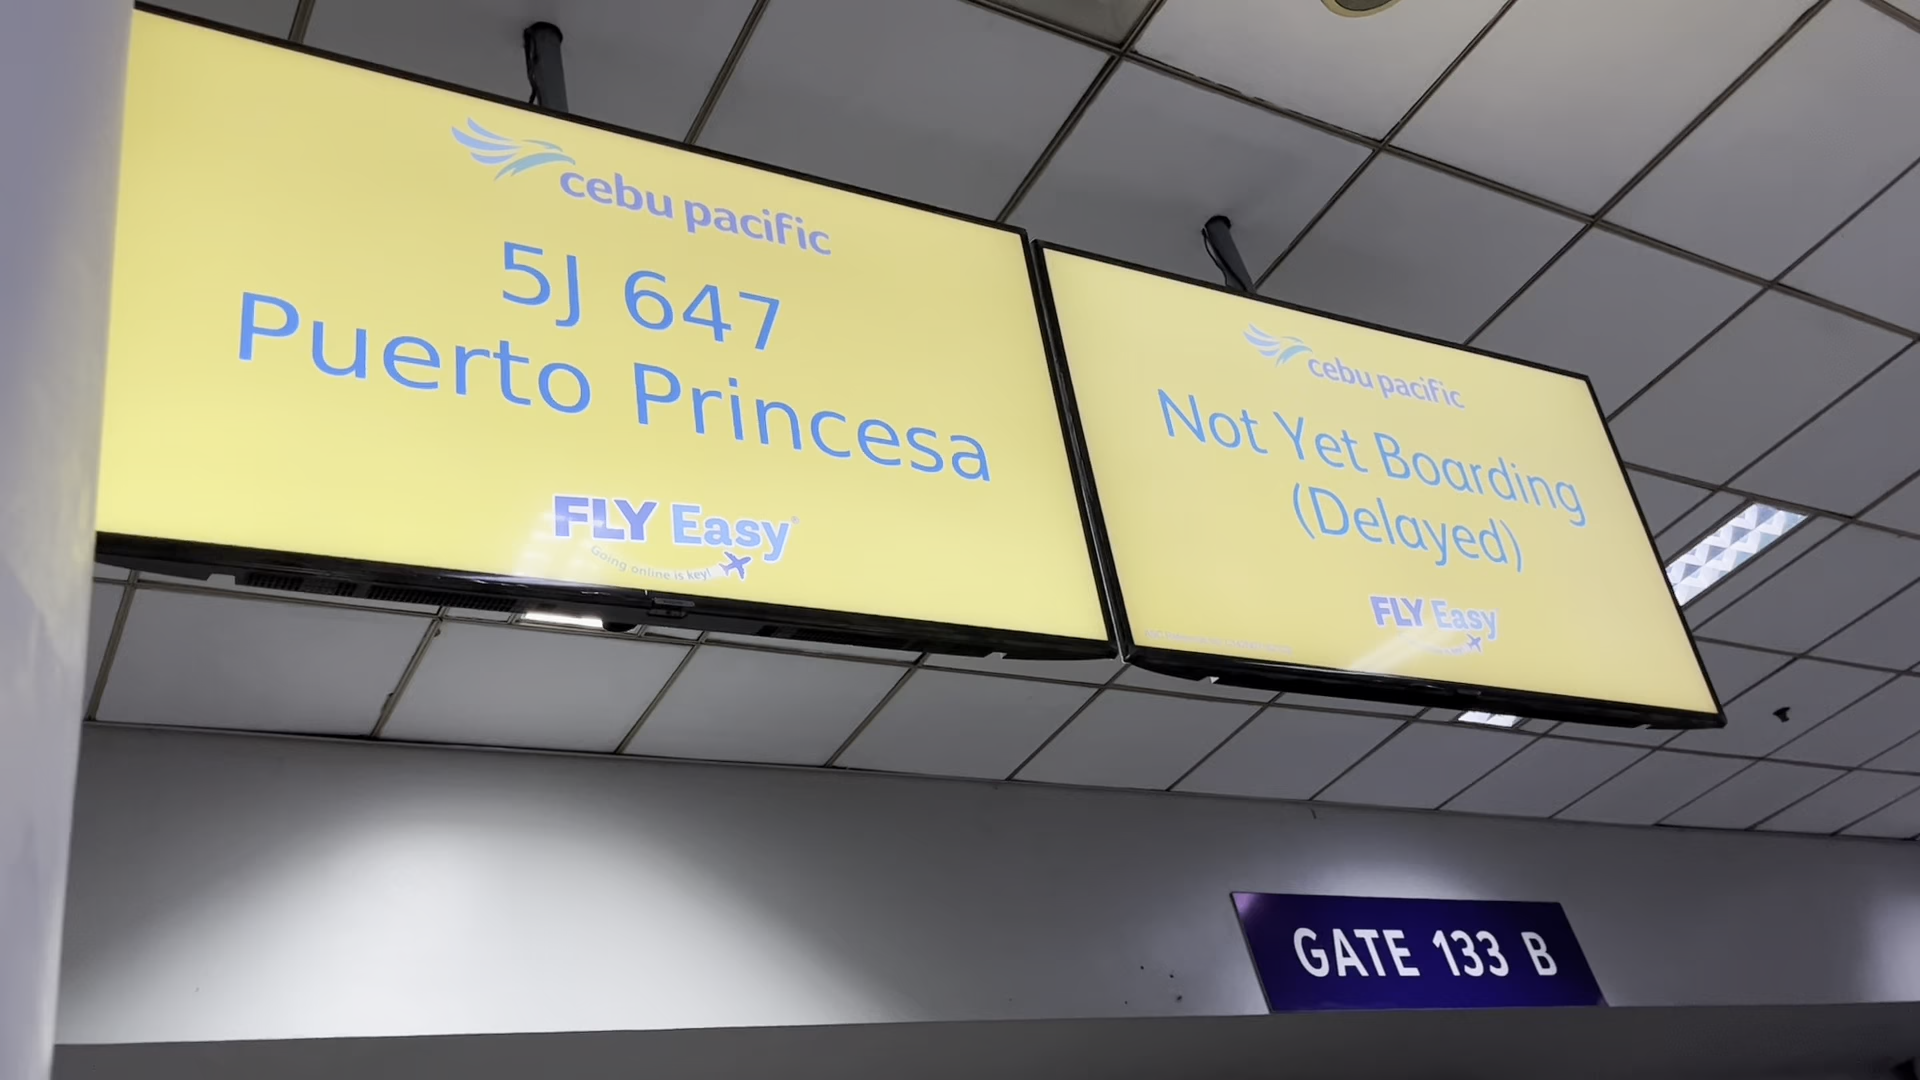 cebu pacific
5J 647
Puerto Princesa
FLY Easy
Going online is key!
cebu pacific
Not Yet Boarding
(Delayed)
FLY Easy
GATE 133 B